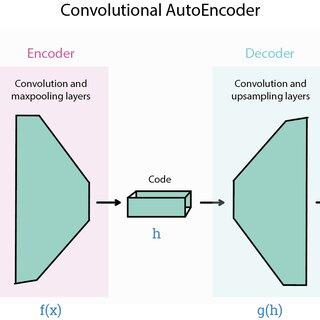 Convolutional AutoEncoder
Encoder
Decoder
Convolution and
maxpooling layers
Convolution and
upsampling layers
Code
h
f(x)
g(h)